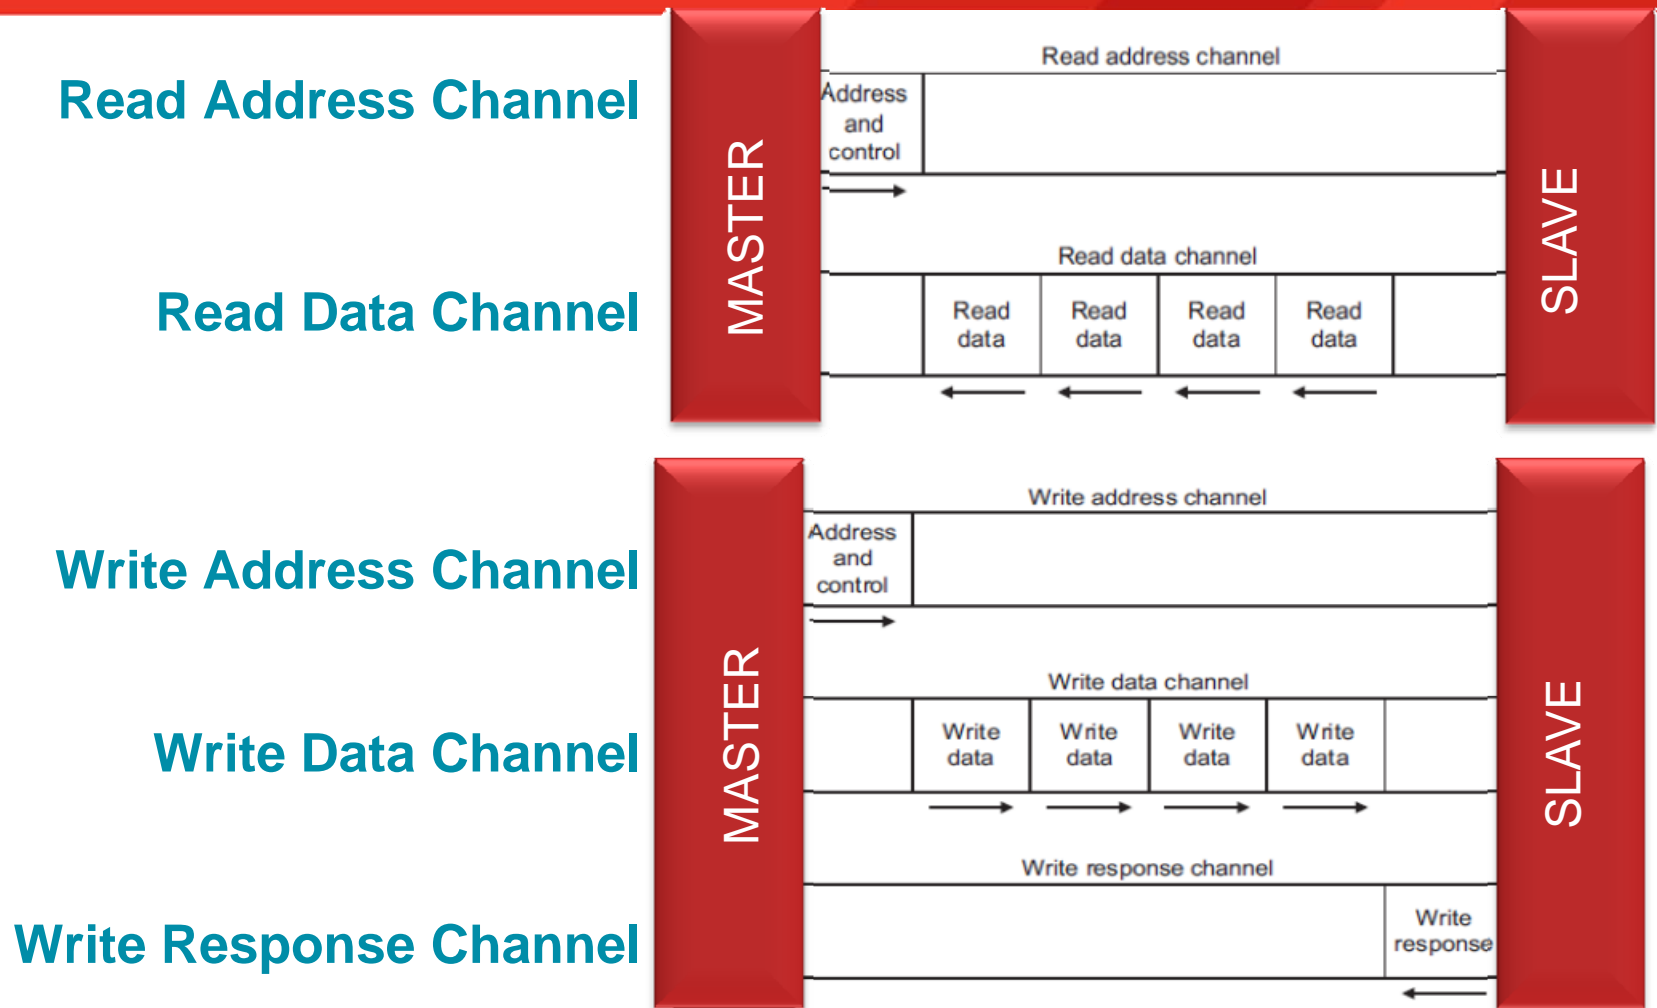 Read Address Channel
MASTER
Read address channel
Address
and
control
SLAVE
Read Data Channel
Read data channel
Read Read Read Read
data data data data
Write Address Channel
MASTER
Write address channel
Address
and
control
SLAVE
Write Data Channel
Write data channel
Write Write Write Write
data data data data
Write Response Channel
Write response channel
Write
response